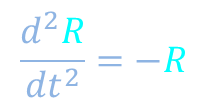 d²R/dt² = −R